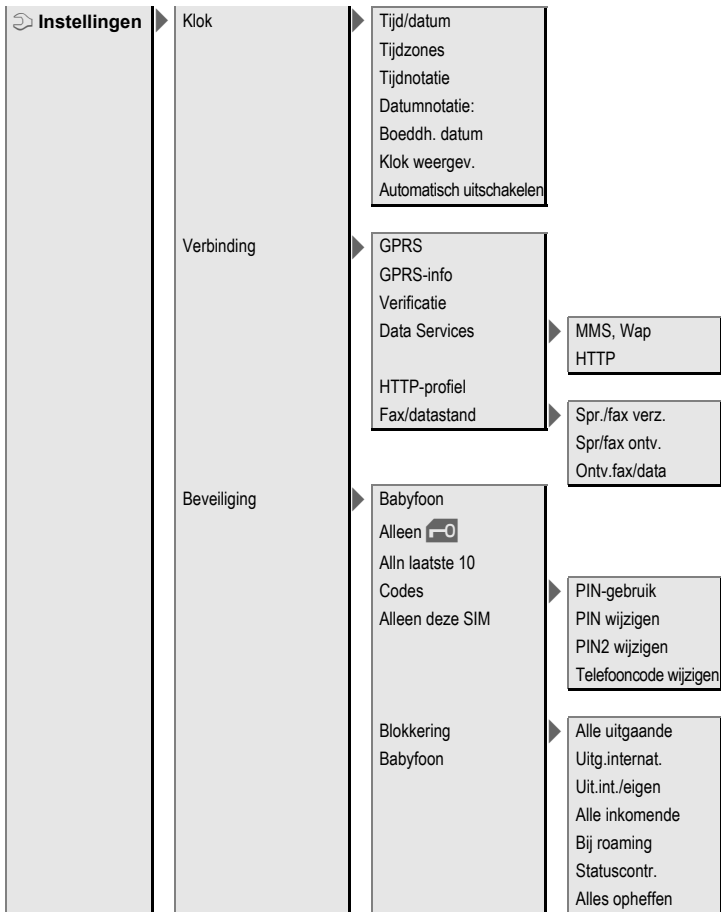 Instellingen
Klok
Tijd/datum
Tijdzones
Tijdnotatie
Datumnotatie:
Boeddh. datum
Klok weergev.
Automatisch uitschakelen
Verbinding
GPRS
GPRS-info
Verificatie
Data Services
MMS, Wap
HTTP
HTTP-profiel
Fax/datastand
Spr./fax verz.
Spr/fax ontv.
Ontv.fax/data
Beveiliging
Babyfoon
Alleen
Alln laatste 10
Codes
PIN-gebruik
Alleen deze SIM
PIN wijzigen
PIN2 wijzigen
Telefooncode wijzigen
Blokkering
Alle uitgaande
Babyfoon
Uitg.internat.
Uit.int./eigen
Alle inkomende
Bij roaming
Statuscontr.
Alles opheffen